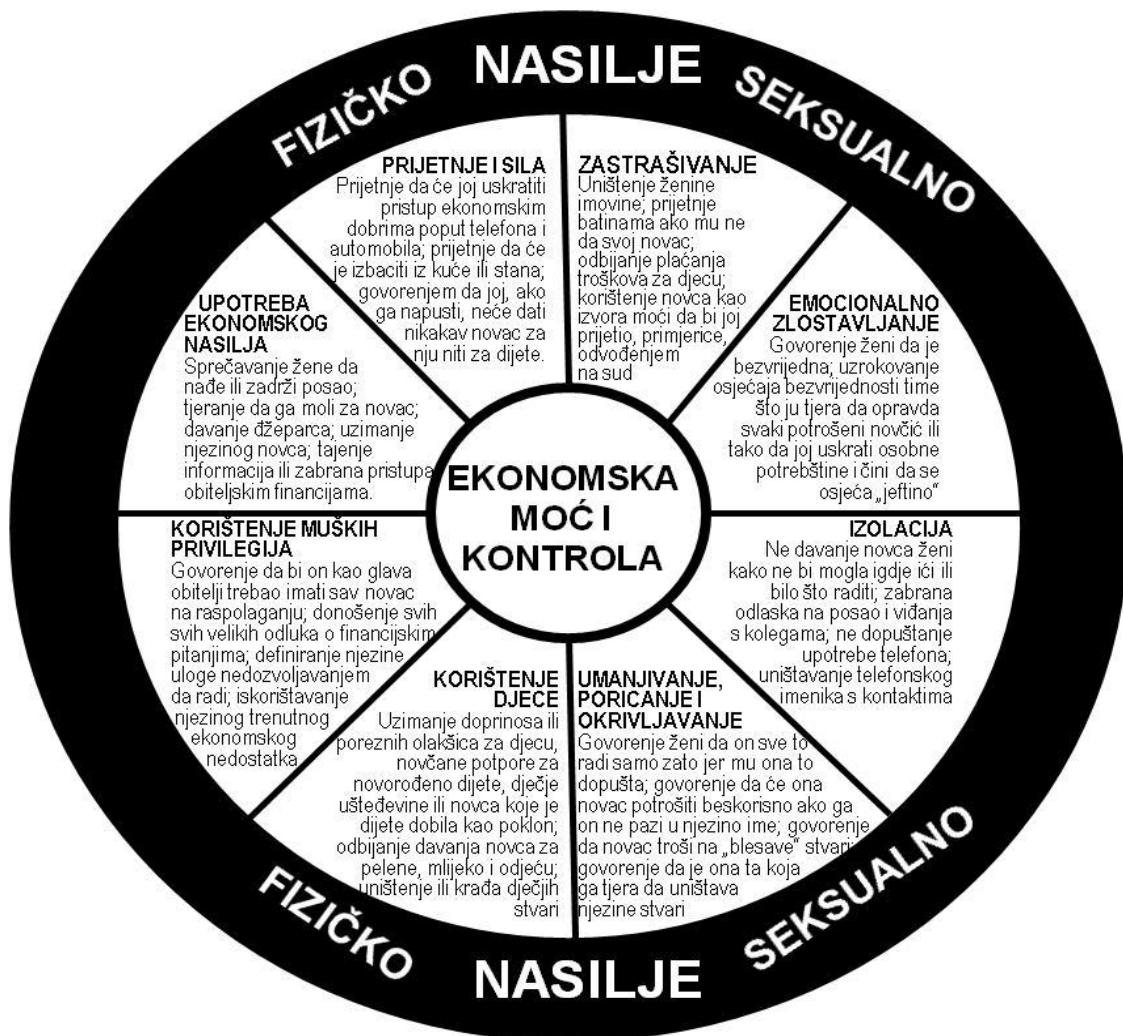 FIZIČKO NASILJE SEKSUALNO
PRIJETNJE I SILA
Prijetnje da će joj uskratiti
pristup ekonomskim
dobrima poput telefona i
automobila; prijetnje da će
je izbaciti iz kuće ili stana;
govorenjem da joj, ako
ga napusti, neće dati
nikakav novac za
nju niti za dijete.
ZASTRAŠIVANJE
Uništenje ženine
imovine; prijetnje
batinama ako mu ne
da svoj novac;
odbijanje plaćanja
troškova za djecu;
korištenje novca kao
izvora moći da bi joj
prijetio, primjerice,
odvođenjem
na sud
EMOCIONALNO
ZLOSTAVLJANJE
Govorenje ženi da je
bezvrijedna; uzrokovanje
osjećaja bezvrijednosti time
što ju tjera da opravda
svaki potrošeni novčić ili
tako da joj uskrati osobne
potrebštine i čini da se
osjeća „jeftino“
IZOLACIJA
Ne davanje novca ženi
kako ne bi mogla igdje ići ili
bilo što raditi; zabrana
odlaska na posao i viđanja
s kolegama; ne dopuštanje
upotrebe telefona;
uništavanje telefonskog
imenika s kontaktima
UMANJIVANJE,
PORICANJE I
OKRIVLJAVANJE
Govorenje ženi da on sve to
radi samo zato jer mu ona to
dopušta; govorenje da će ona
novac potrošiti beskorisno ako ga
on ne pazi u njezino ime; govorenje
da novac troši na „blesave“ stvari;
govorenje da je ona ta koja
ga tjera da uništava
njezine stvari
KORIŠTENJE
DJECE
Uzimanje doprinosa ili
poreznih olakšica za djecu,
novčane potpore za
novorođeno dijete, dječje
ušteđevine ili novca koje je
dijete dobila kao poklon;
odbijanje davanja novca za
pelene, mlijeko i odjeću;
uništenje ili krađa dječjih
stvari
KORIŠTENJE MUŠKIH
PRIVILEGIJA
Govorenje da bi on kao glava
obitelji trebao imati sav novac
na raspolaganju; donošenje svih
svih velikih odluka o financijskim
pitanjima; definiranje njezine
uloge nedozvoljavanjem
da radi; iskorištavanje
njezinog trenutnog
ekonomskog
nedostatka
UPOTREBA
EKONOMSKOG
NASILJA
Sprečavanje žene da
nađe ili zadrži posao;
tjeranje da ga moli za novac;
davanje džeparca; uzimanje
njezinog novca; tajenje
informacija ili zabrana pristupa
obiteljskim financijama.
EKONOMSKA
MOĆ I
KONTROLA
FIZIČKO NASILJE SEKSUALNO